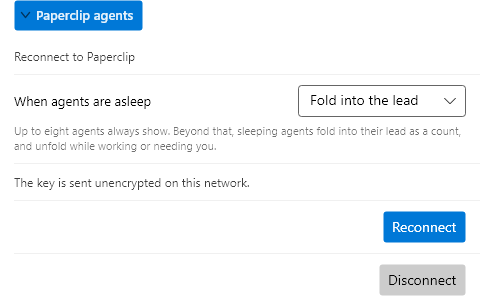 Paperclip agents
Reconnect to Paperclip
When agents are asleep
Fold into the lead
Up to eight agents always show. Beyond that, sleeping agents fold into their lead as a count,
and unfold while working or needing you.
The key is sent unencrypted on this network.
Reconnect
Disconnect